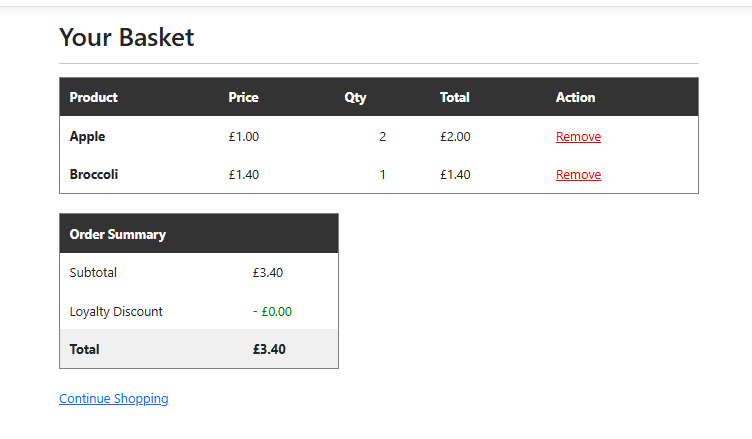 Your Basket
Product Price Qty Total Action
Apple £1.00 2 £2.00 Remove
Broccoli £1.40 1 £1.40 Remove
Order Summary
Subtotal £3.40
Loyalty Discount - £0.00
Total £3.40
Continue Shopping